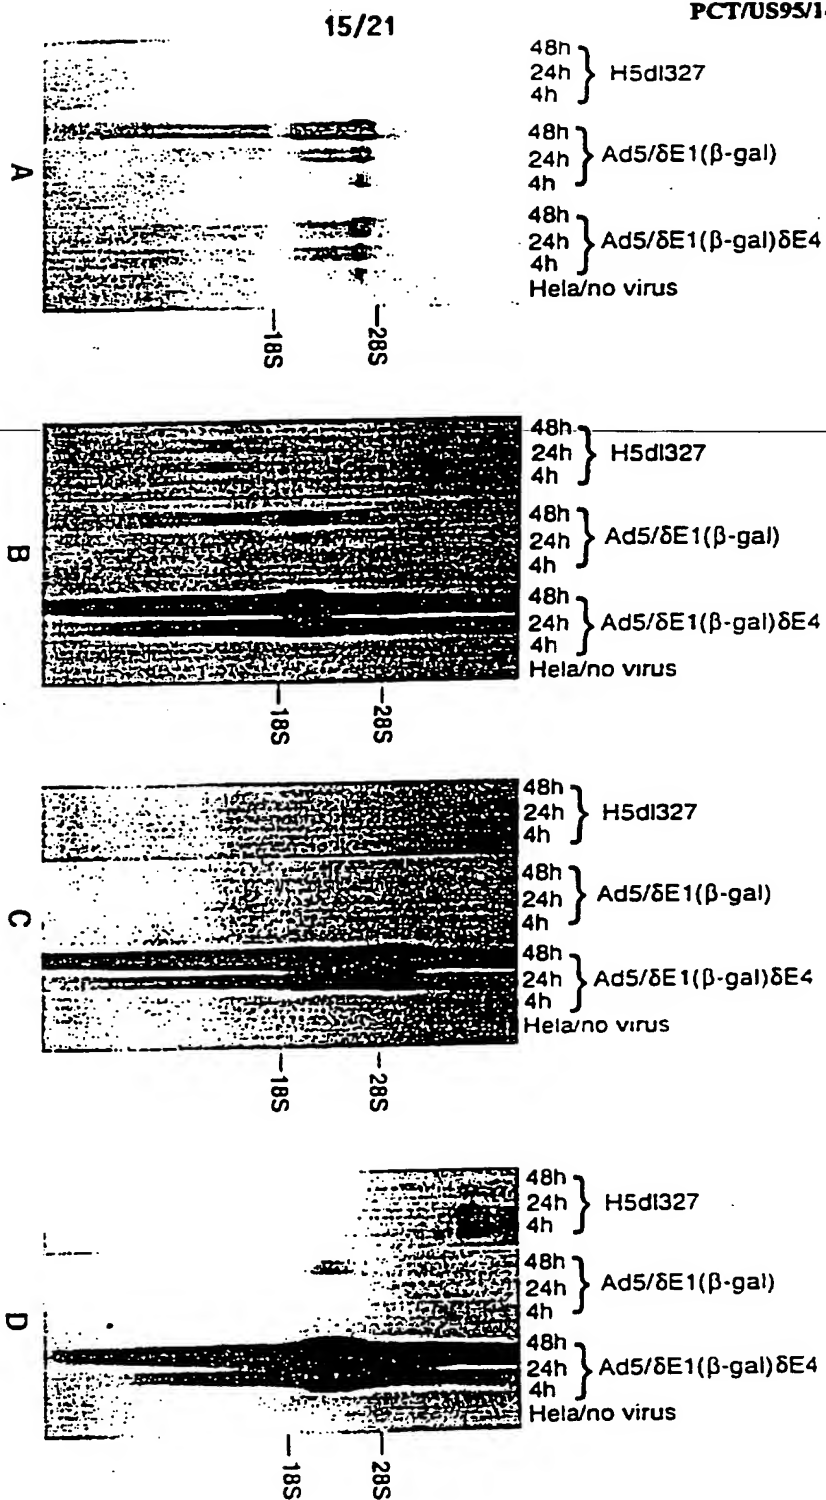 15/21
PCT/US95/1
48h
24h } H5dl327
4h
48h
24h } Ad5/δE1(β-gal)
4h
48h
24h } Ad5/δE1(β-gal)δE4
4h
Hela/no virus
A
—18S
—28S
48h
24h } H5dl327
4h
48h
24h } Ad5/δE1(β-gal)
4h
48h
24h } Ad5/δE1(β-gal)δE4
4h
Hela/no virus
B
—18S
—28S
48h
24h } H5dl327
4h
48h
24h } Ad5/δE1(β-gal)
4h
48h
24h } Ad5/δE1(β-gal)δE4
4h
Hela/no virus
C
—18S
—28S
48h
24h } H5dl327
4h
48h
24h } Ad5/δE1(β-gal)
4h
48h
24h } Ad5/δE1(β-gal)δE4
4h
Hela/no virus
D
—18S
—28S